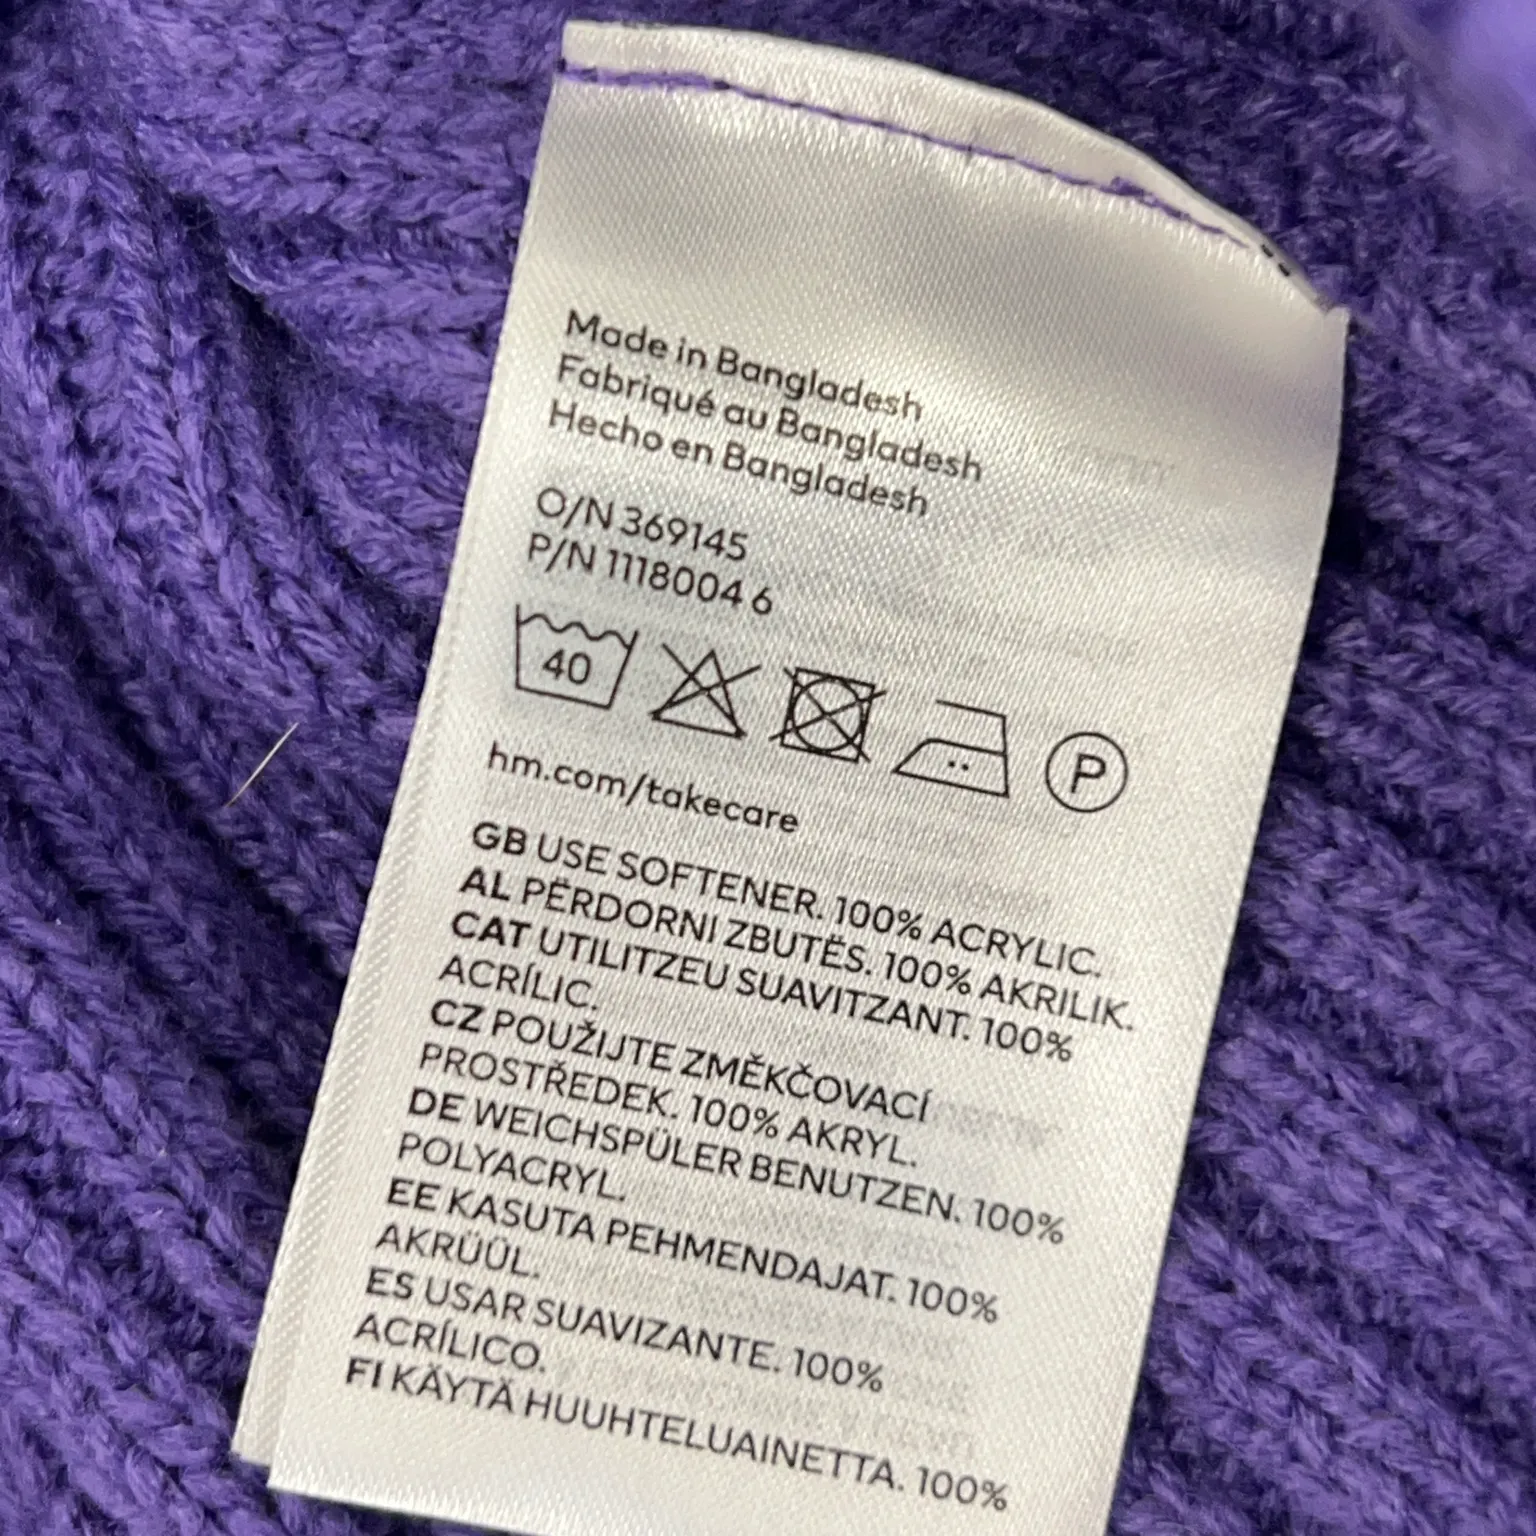 Made in Bangladesh
Fabriqué au Bangladesh
Hecho en Bangladesh
O/N 369145
P/N 1118004 6
40
P
hm.com/takecare
GB USE SOFTENER. 100% ACRYLIC.
AL PËRDORNI ZBUTËS. 100% AKRILIK.
CAT UTILITZEU SUAVITZANT. 100%
ACRÍLIC.
CZ POUŽIJTE ZMĚKČOVACÍ
PROSTŘEDEK. 100% AKRYL.
DE WEICHSPÜLER BENUTZEN. 100%
POLYACRYL.
EE KASUTA PEHMENDAJAT. 100%
AKRÜÜL.
ES USAR SUAVIZANTE. 100%
ACRÍLICO.
FI KÄYTÄ HUUHTELUAINETTA. 100%